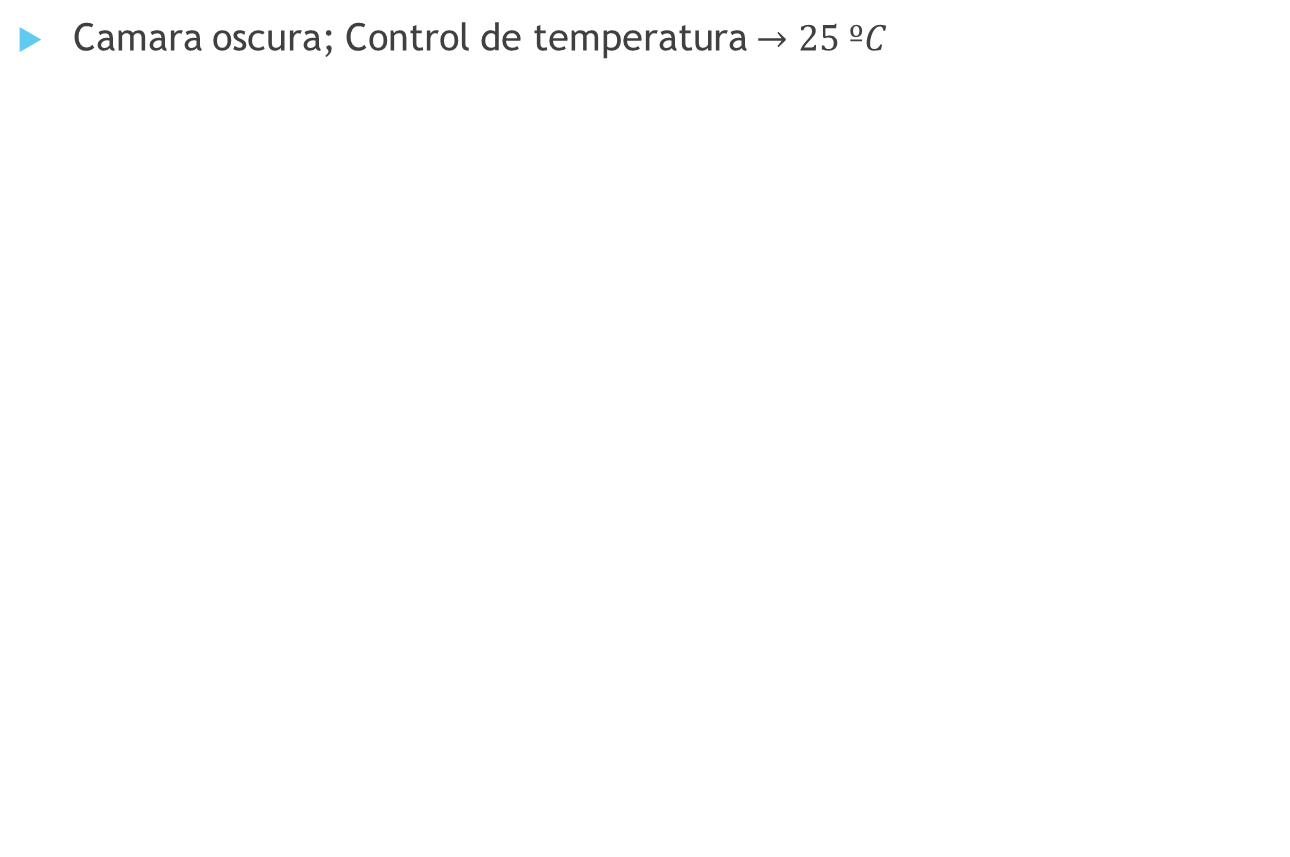 Camara oscura; Control de temperatura → 25 ºC